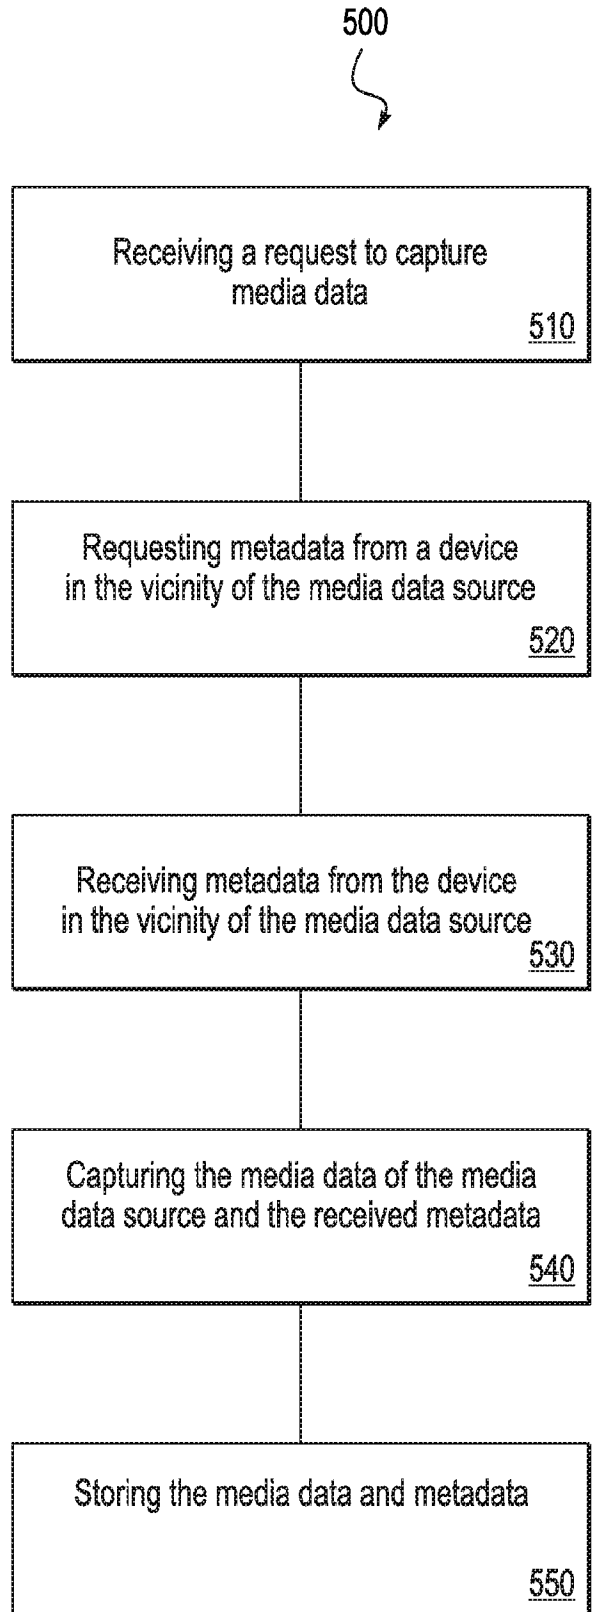 500
Receiving a request to capture
media data
510
Requesting metadata from a device
in the vicinity of the media data source
520
Receiving metadata from the device
in the vicinity of the media data source
530
Capturing the media data of the media
data source and the received metadata
540
Storing the media data and metadata
550